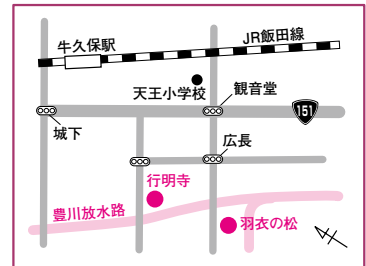 JR飯田線
牛久保駅
天王小学校
観音堂
151
城下
広長
行明寺
豊川放水路
羽衣の松